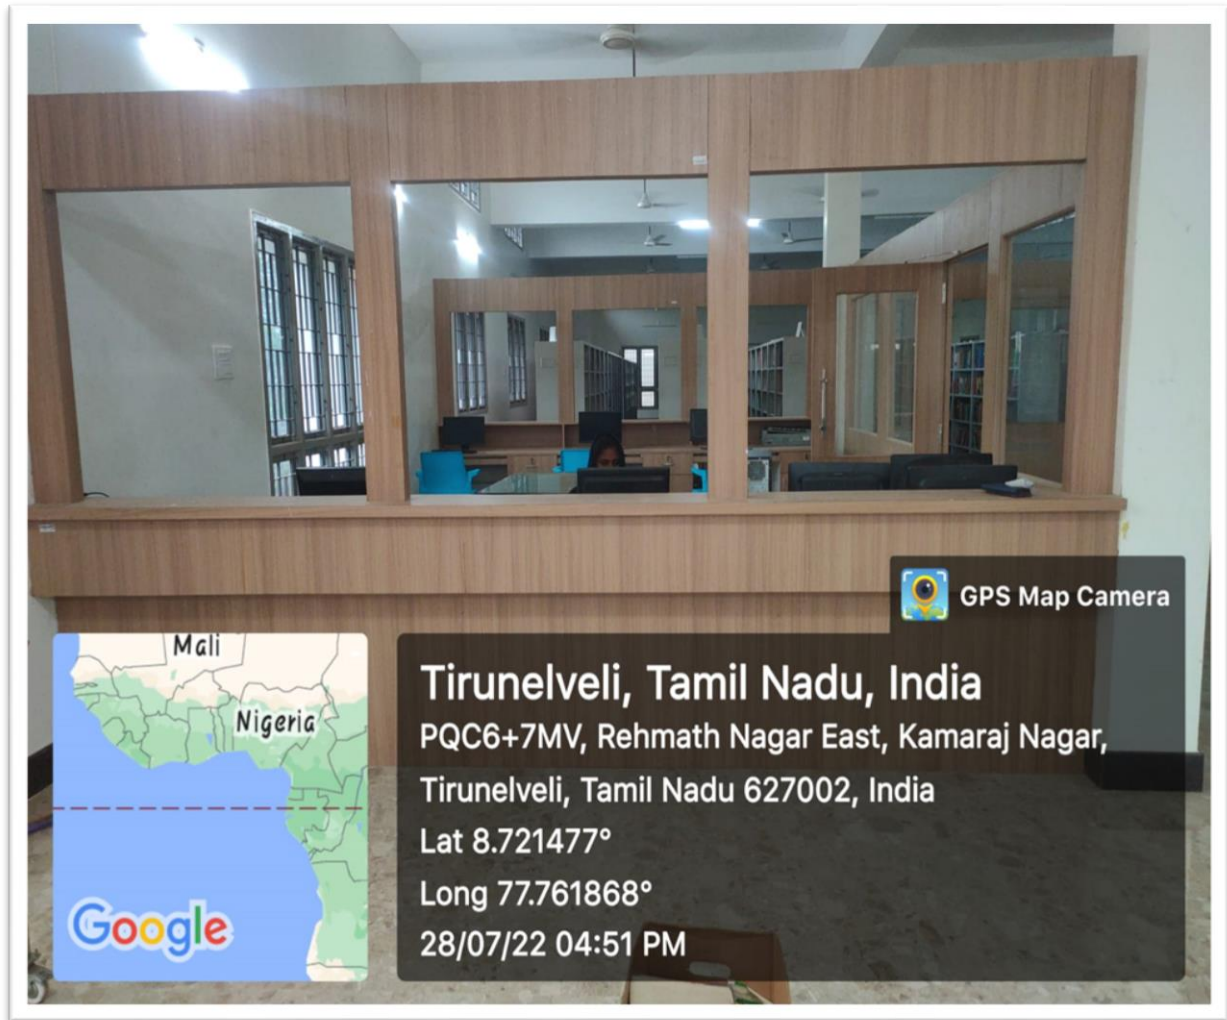 GPS Map Camera
Mali
Nigeria
Google
Tirunelveli, Tamil Nadu, India
PQC6+7MV, Rehmath Nagar East, Kamaraj Nagar,
Tirunelveli, Tamil Nadu 627002, India
Lat 8.721477°
Long 77.761868°
28/07/22 04:51 PM